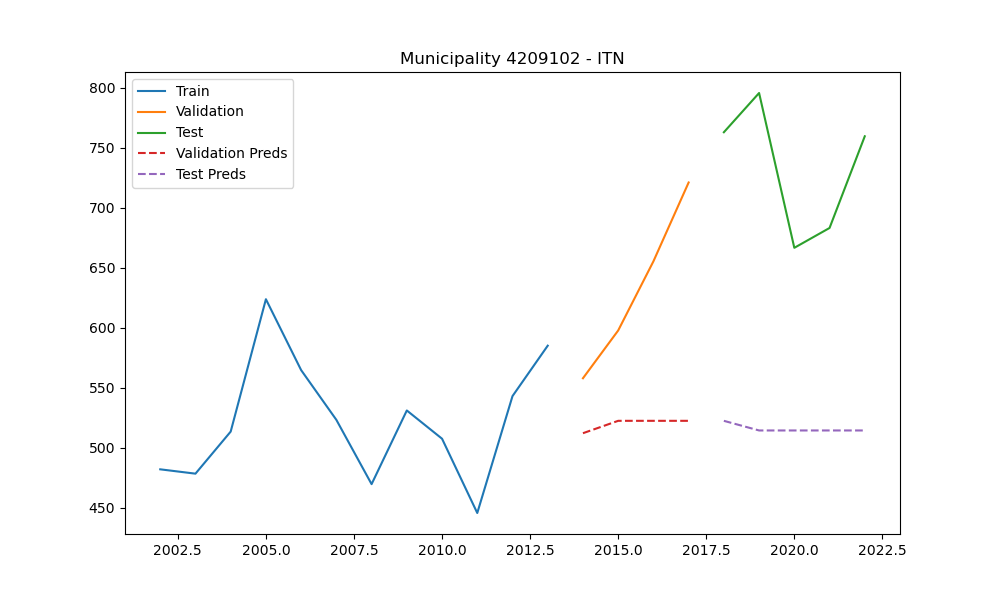 Municipality 4209102 - ITN
Train
Validation
Test
Validation Preds
Test Preds
800
750
700
650
600
550
500
450
2002.5 2005.0 2007.5 2010.0 2012.5 2015.0 2017.5 2020.0 2022.5